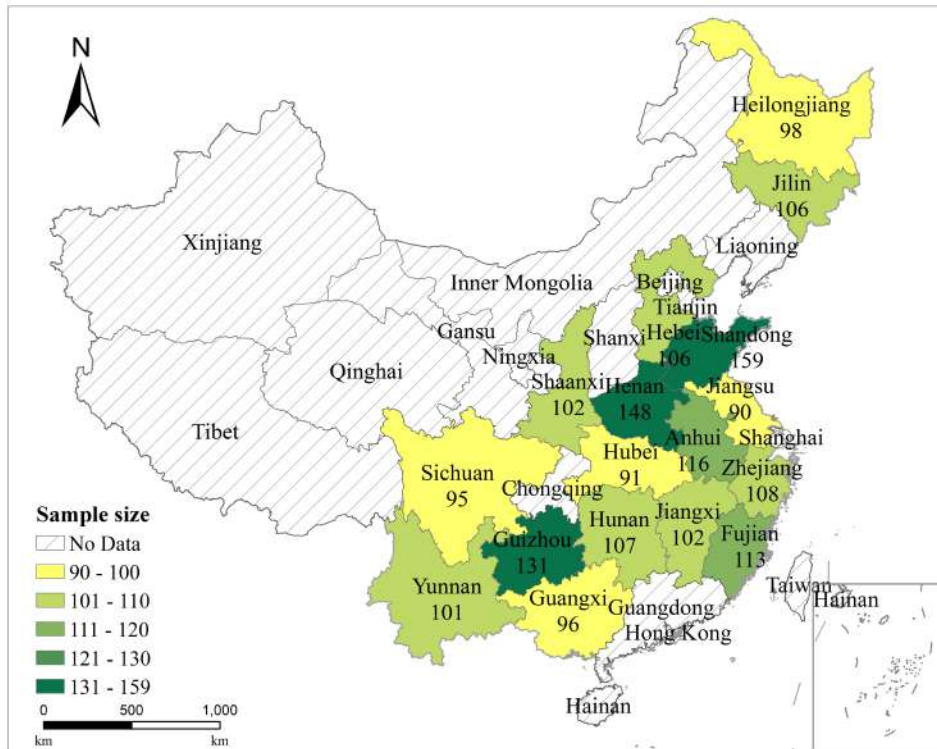 N
Heilongjiang
98
Jilin
106
Liaoning
Xinjiang
Inner Mongolia
Beijing
Tianjin
Gansu
Hebei
106
Shanxi
Shandong
159
Ningxia
Qinghai
Shaanxi
102
Henan
148
Jiangsu
90
Tibet
Anhui
116
Shanghai
Hubei
91
Zhejiang
108
Sichuan
95
Chongqing
Hunan
107
Jiangxi
102
Fujian
113
Guizhou
131
Yunnan
101
Guangxi
96
Guangdong
Hong Kong
Taiwan
Hainan
Hainan
Sample size
No Data
90 - 100
101 - 110
111 - 120
121 - 130
131 - 159
0 500 1,000
km km